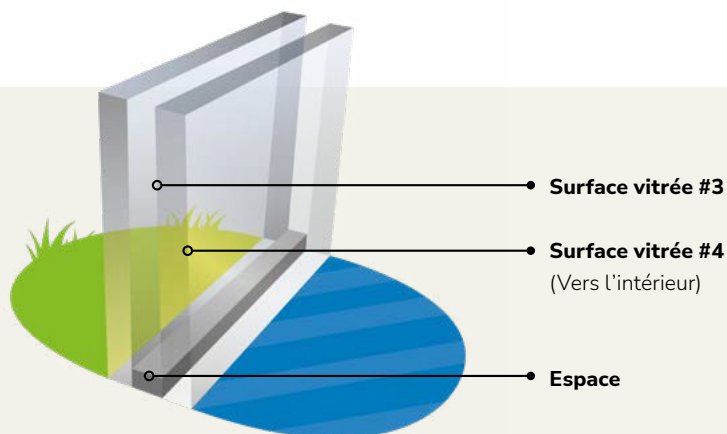 Surface vitrée #3
Surface vitrée #4
(Vers l’intérieur)
Espace